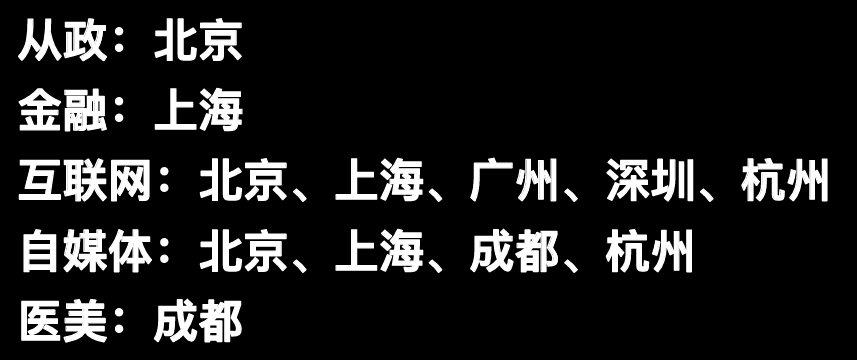 从政：北京
金融：上海
互联网：北京、上海、广州、深圳、杭州
自媒体：北京、上海、成都、杭州
医美：成都